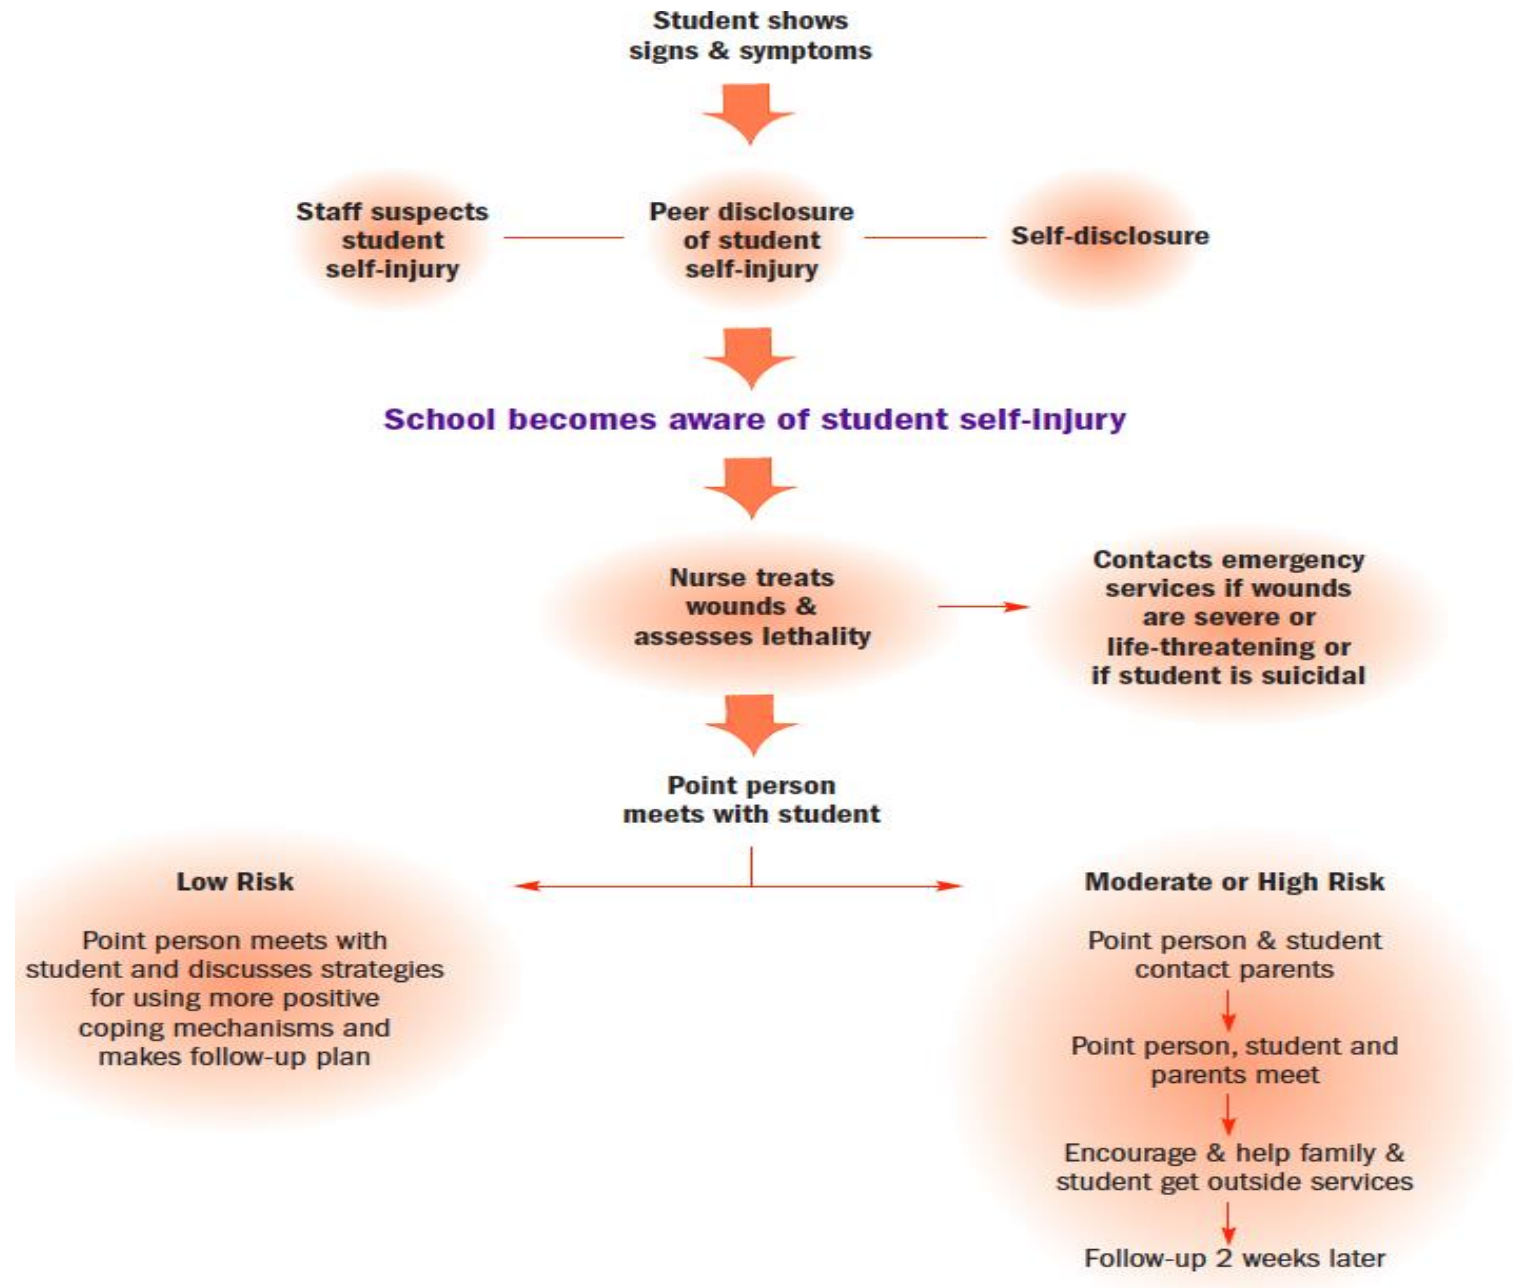 Student shows
signs & symptoms
Staff suspects
student
self-injury
Peer disclosure
of student
self-injury
Self-disclosure
School becomes aware of student self-injury
Nurse treats
wounds &
assesses lethality
Contacts emergency
services if wounds
are severe or
life-threatening or
if student is suicidal
Point person
meets with student
Low Risk
Point person meets with
student and discusses strategies
for using more positive
coping mechanisms and
makes follow-up plan
Moderate or High Risk
Point person & student
contact parents
Point person, student and
parents meet
Encourage & help family &
student get outside services
Follow-up 2 weeks later